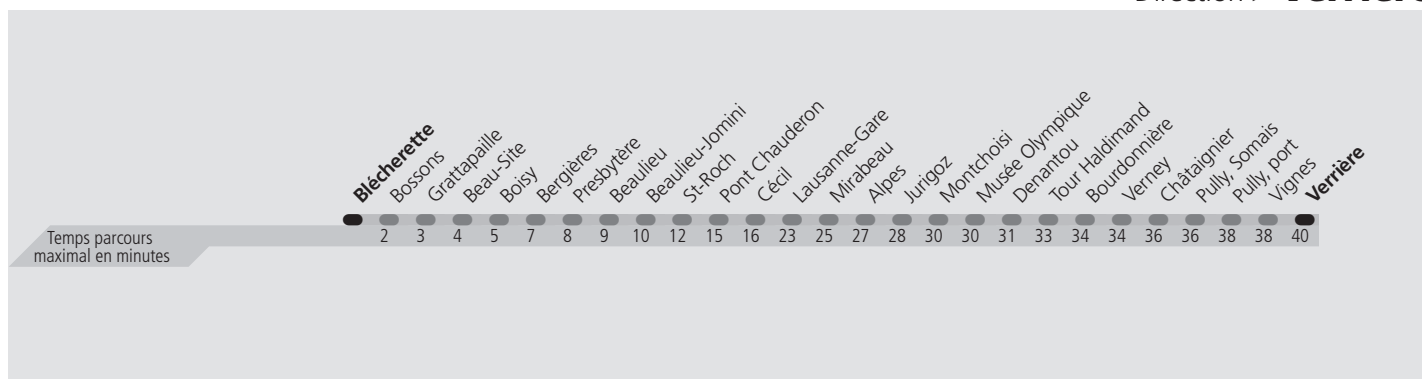 Blécherette
Bossons
Grattapaille
Beau-Site
Boisy
Bergières
Presbytère
Beaulieu
Beaulieu-Jomini
St-Roch
Pont Chauderon
Cécil
Lausanne-Gare
Mirabeau
Alpes
Jurigoz
Montchoisi
Musée Olympique
Denantou
Tour Haldimand
Bourdonnière
Verney
Châtaignier
Pully, Somais
Pully, port
Vignes
Verrière
Temps parcours
maximal en minutes
2 3 4 5 7 8 9 10 12 15 16 23 25 27 28 30 30 31 33 34 34 36 36 38 38 40